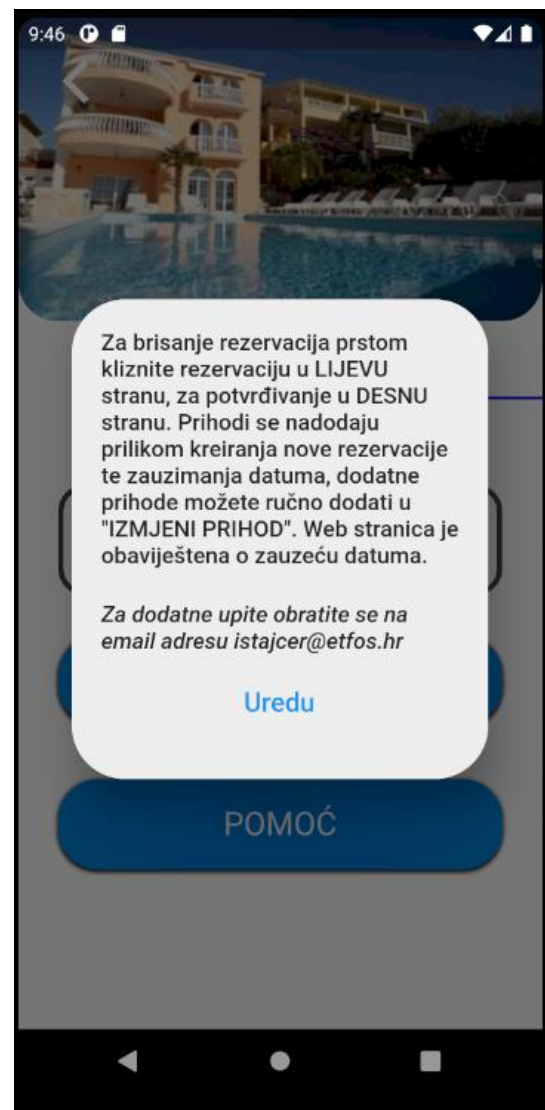 9:46
Za brisanje rezervacija prstom
kliznite rezervaciju u LIJEVU
stranu, za potvrđivanje u DESNU
stranu. Prihodi se nadodaju
prilikom kreiranja nove rezervacije
te zauzimanja datuma, dodatne
prihode možete ručno dodati u
"IZMJENI PRIHOD". Web stranica je
obaviještena o zauzeću datuma.
Za dodatne upite obratite se na
email adresu istajcer@etfos.hr
Uredu
POMOĆ